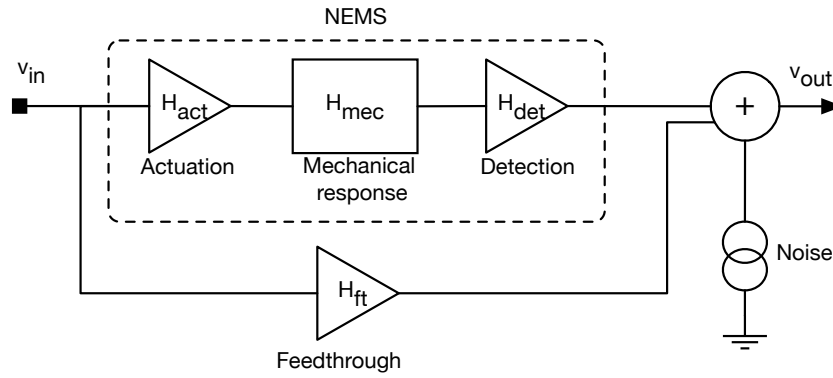 NEMS
v_in
H_act
H_mec
H_det
+
v_out
Actuation
Mechanical
response
Detection
H_ft
Feedthrough
Noise